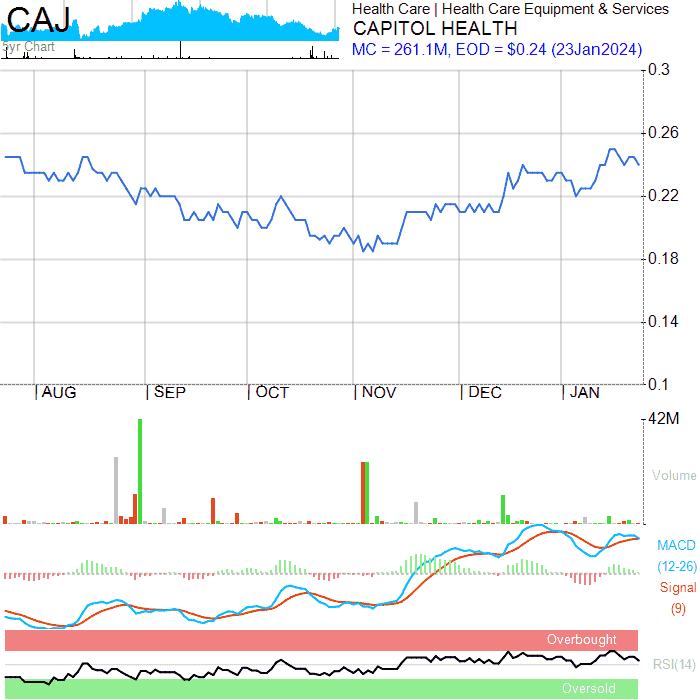 CAJ
5yr Chart
Health Care | Health Care Equipment & Services
CAPITOL HEALTH
MC = 261.1M, EOD = $0.24 (23Jan2024)
0.3
0.26
0.22
0.18
0.14
0.1
|AUG |SEP |OCT |NOV |DEC |JAN
42M
Volume
MACD
(12-26)
Signal
(9)
Overbought
RSI(14)
Oversold